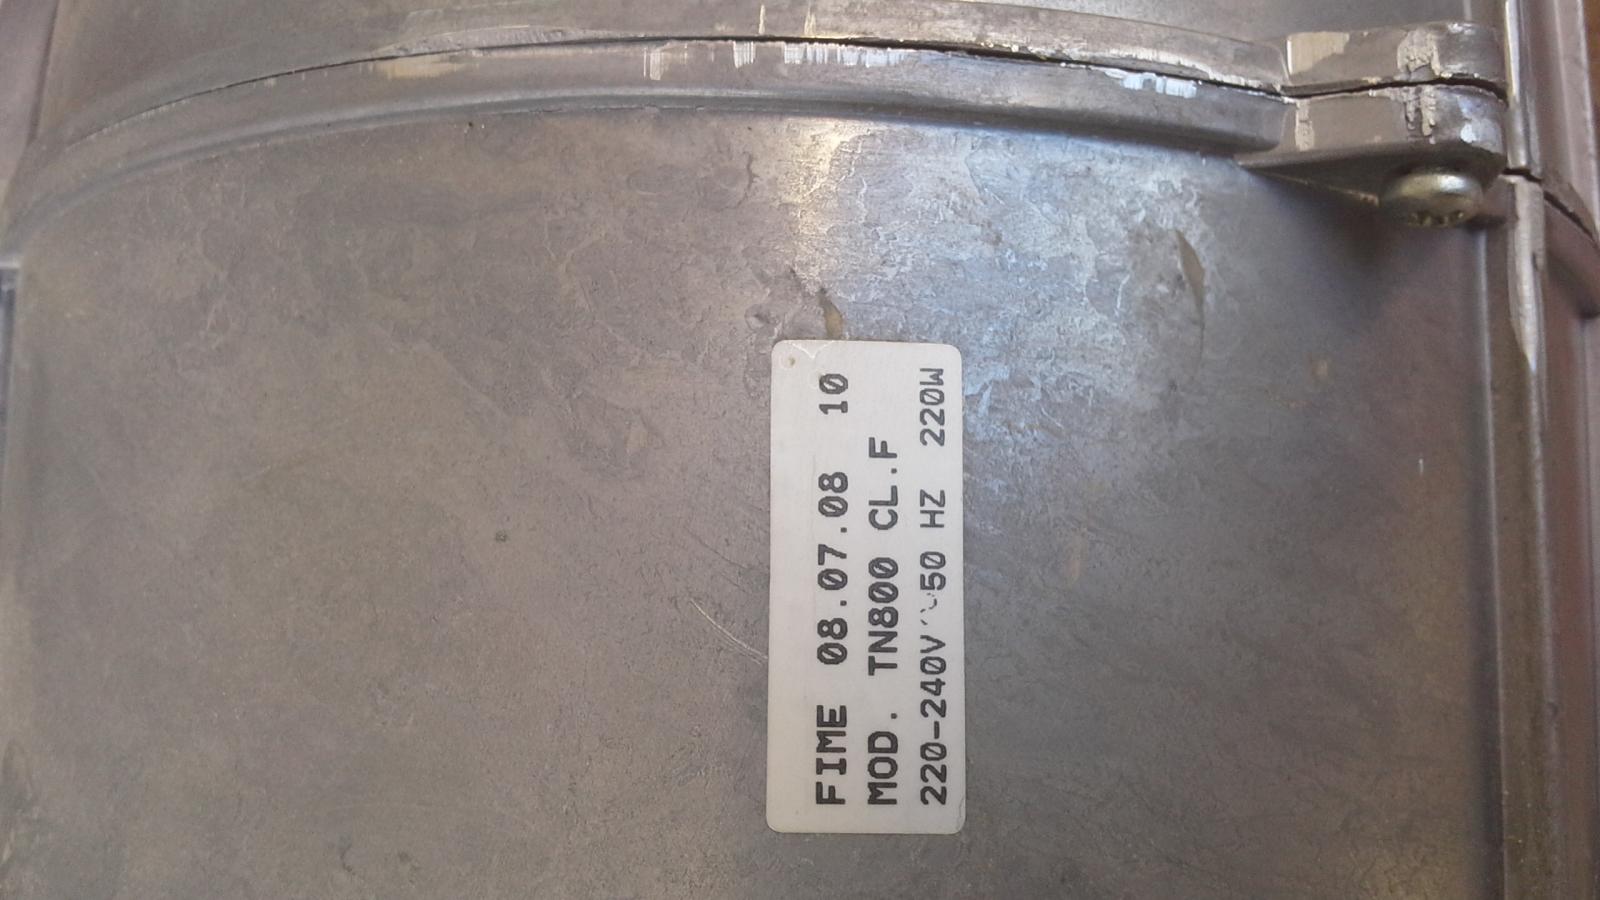 FIME 08.07.08 10
MOD. TN800 CL.F
220-240V~50 HZ 220W